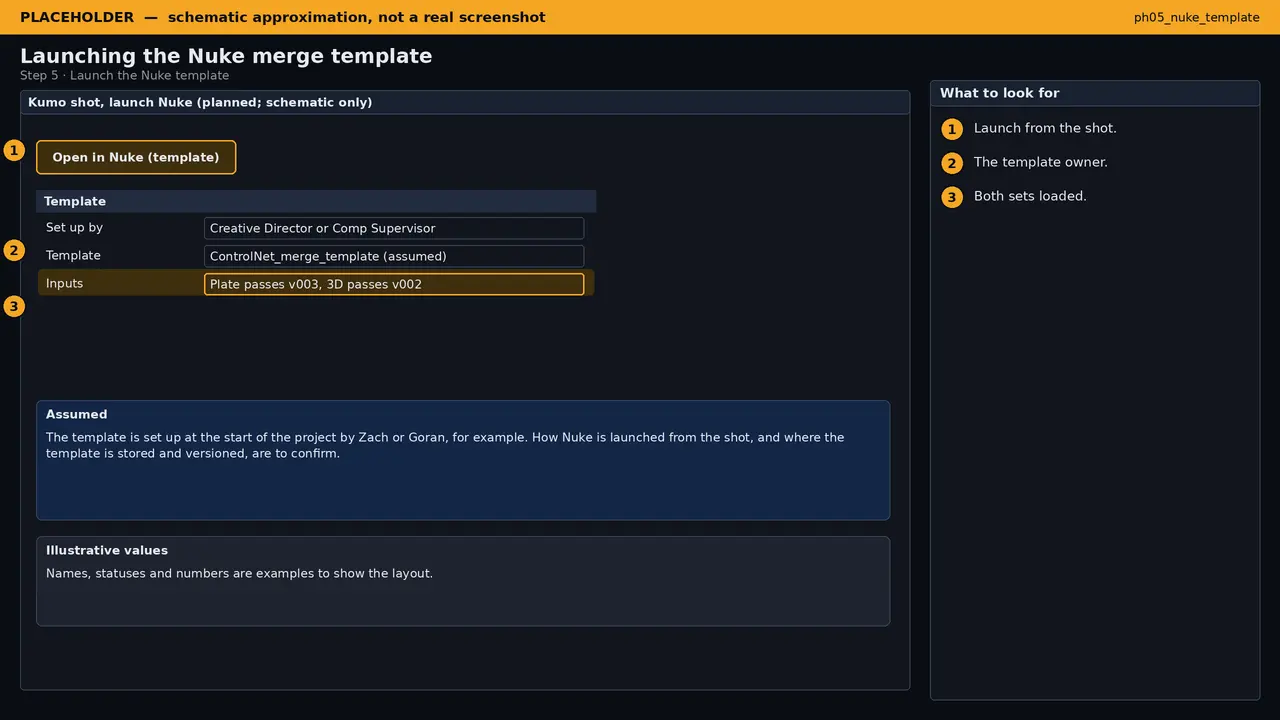 PLACEHOLDER — schematic approximation, not a real screenshot
ph05_nuke_template
Launching the Nuke merge template
Step 5 · Launch the Nuke template
Kumo shot, launch Nuke (planned; schematic only)
1
Open in Nuke (template)
Template
Set up by
Creative Director or Comp Supervisor
2
Template
ControlNet_merge_template (assumed)
Inputs
Plate passes v003, 3D passes v002
3
Assumed
The template is set up at the start of the project by Zach or Goran, for example. How Nuke is launched from the shot, and where the
template is stored and versioned, are to confirm.
Illustrative values
Names, statuses and numbers are examples to show the layout.
What to look for
1 Launch from the shot.
2 The template owner.
3 Both sets loaded.